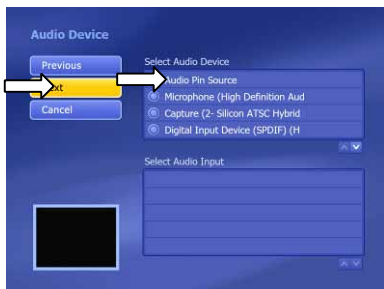 Audio Device
Previous
Select Audio Device
Audio Pin Source
Microphone (High Definition Aud
Cancel
Capture (2- Silicon ATSC Hybrid
Digital Input Device (SPDIF) (H
Select Audio Input